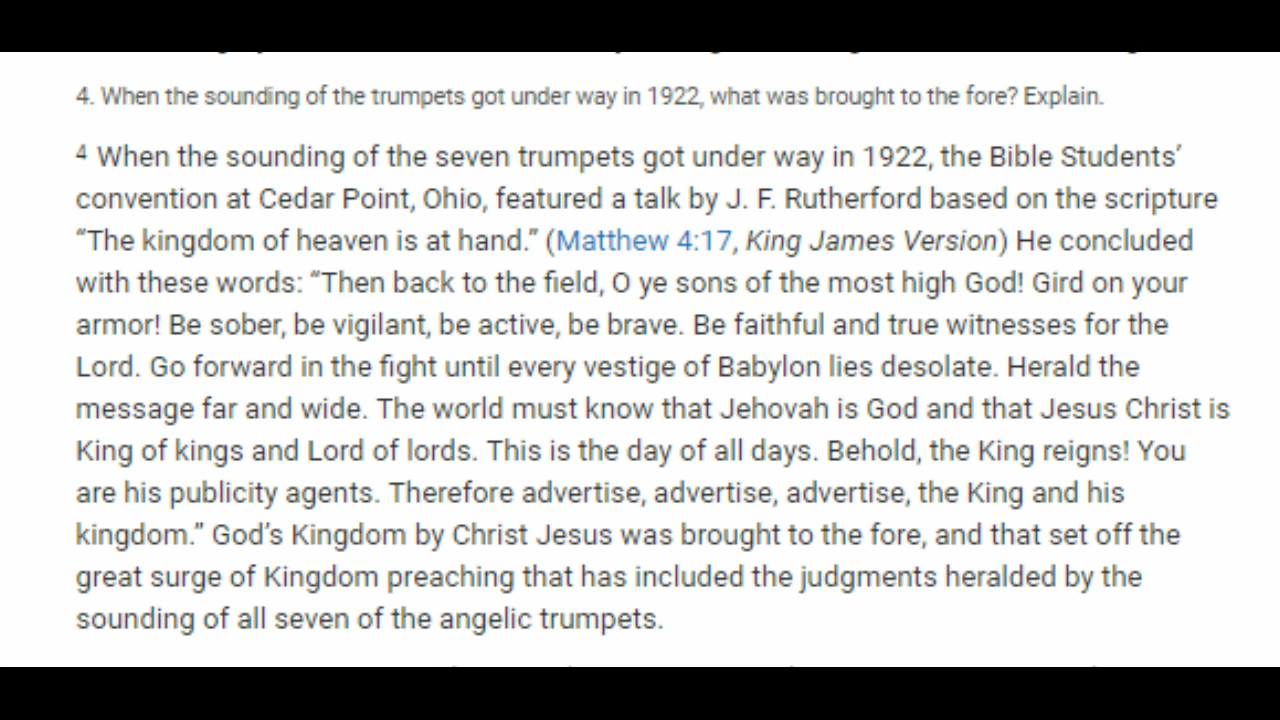 4. When the sounding of the trumpets got under way in 1922, what was brought to the fore? Explain.
4 When the sounding of the seven trumpets got under way in 1922, the Bible Students’
convention at Cedar Point, Ohio, featured a talk by J. F. Rutherford based on the scripture
“The kingdom of heaven is at hand.” (Matthew 4:17, King James Version) He concluded
with these words: “Then back to the field, O ye sons of the most high God! Gird on your
armor! Be sober, be vigilant, be active, be brave. Be faithful and true witnesses for the
Lord. Go forward in the fight until every vestige of Babylon lies desolate. Herald the
message far and wide. The world must know that Jehovah is God and that Jesus Christ is
King of kings and Lord of lords. This is the day of all days. Behold, the King reigns! You
are his publicity agents. Therefore advertise, advertise, advertise, the King and his
kingdom.” God’s Kingdom by Christ Jesus was brought to the fore, and that set off the
great surge of Kingdom preaching that has included the judgments heralded by the
sounding of all seven of the angelic trumpets.